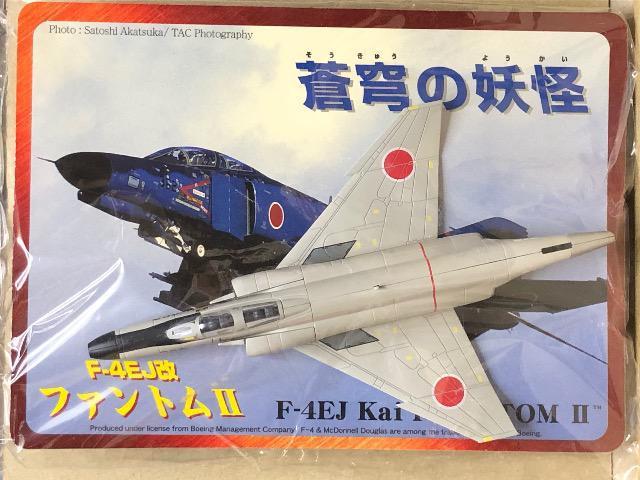 Photo : Satoshi Akatsuka/ TAC Photography
そうきゅう ようかい
蒼穹の妖怪
F-4EJ改
ファントムII
F-4EJ Kai TOM II™
Produced under license from Boeing Management Company. F-4 & McDonnell Douglas are among the Boeing.